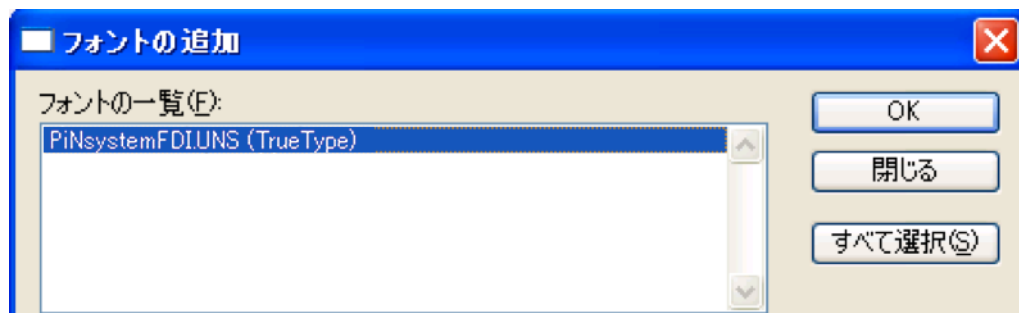 フォントの追加
フォントの一覧(F):
PiNsystemFDI.UNS (TrueType)
OK
閉じる
すべて選択(S)